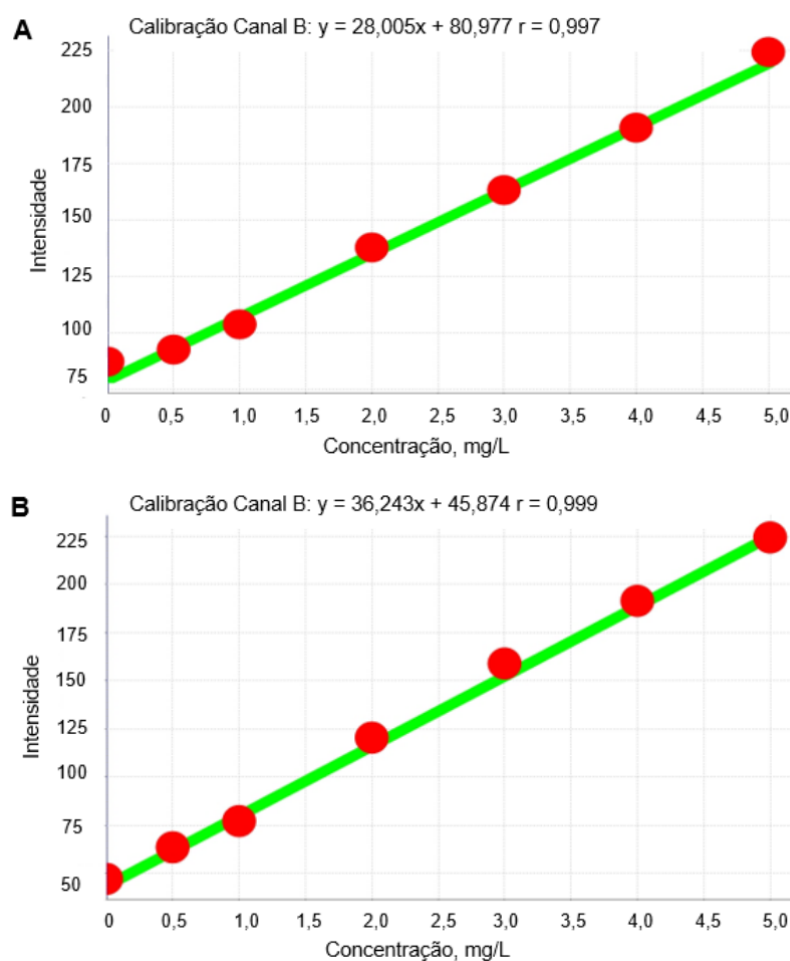 A
Calibração Canal B: y = 28,005x + 80,977 r = 0,997
225
200
175
150
125
100
75
Intensidade
0 0,5 1,0 1,5 2,0 2,5 3,0 3,5 4,0 4,5 5,0
Concentração, mg/L
B
Calibração Canal B: y = 36,243x + 45,874 r = 0,999
225
200
175
150
125
100
75
50
Intensidade
0 0,5 1,0 1,5 2,0 2,5 3,0 3,5 4,0 4,5 5,0
Concentração, mg/L